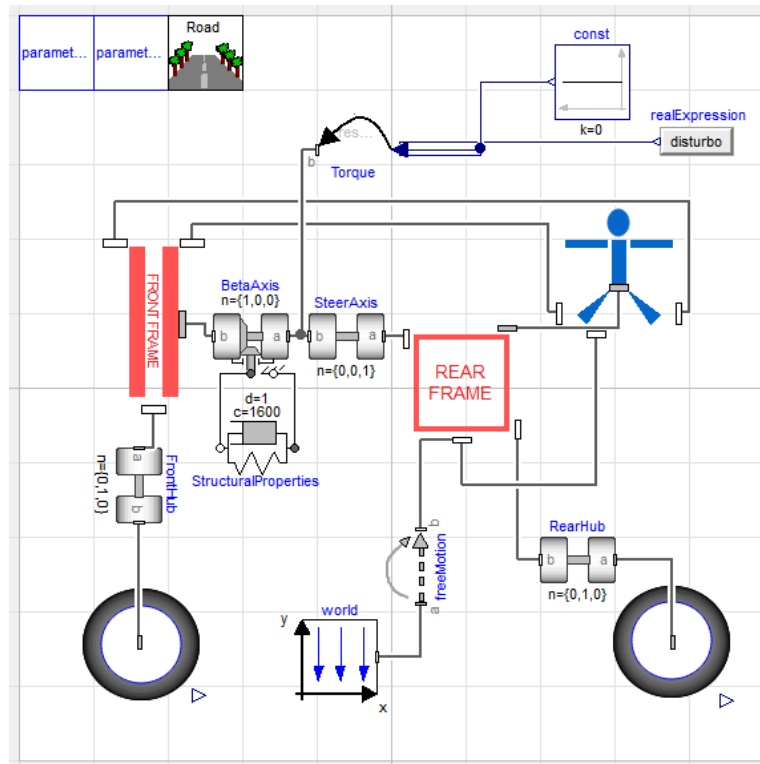 paramet...
paramet...
Road
const
k=0
realExpression
disturbo
res...
b
Torque
FRONT FRAME
BetaAxis
n={1,0,0}
b
a
SteerAxis
b
a
n={0,0,1}
REAR
FRAME
d=1
c=1600
StructuralProperties
a
b
n={0,1,0}
FrontHub
b
freeMotion
a
RearHub
b
a
n={0,1,0}
world
y
x